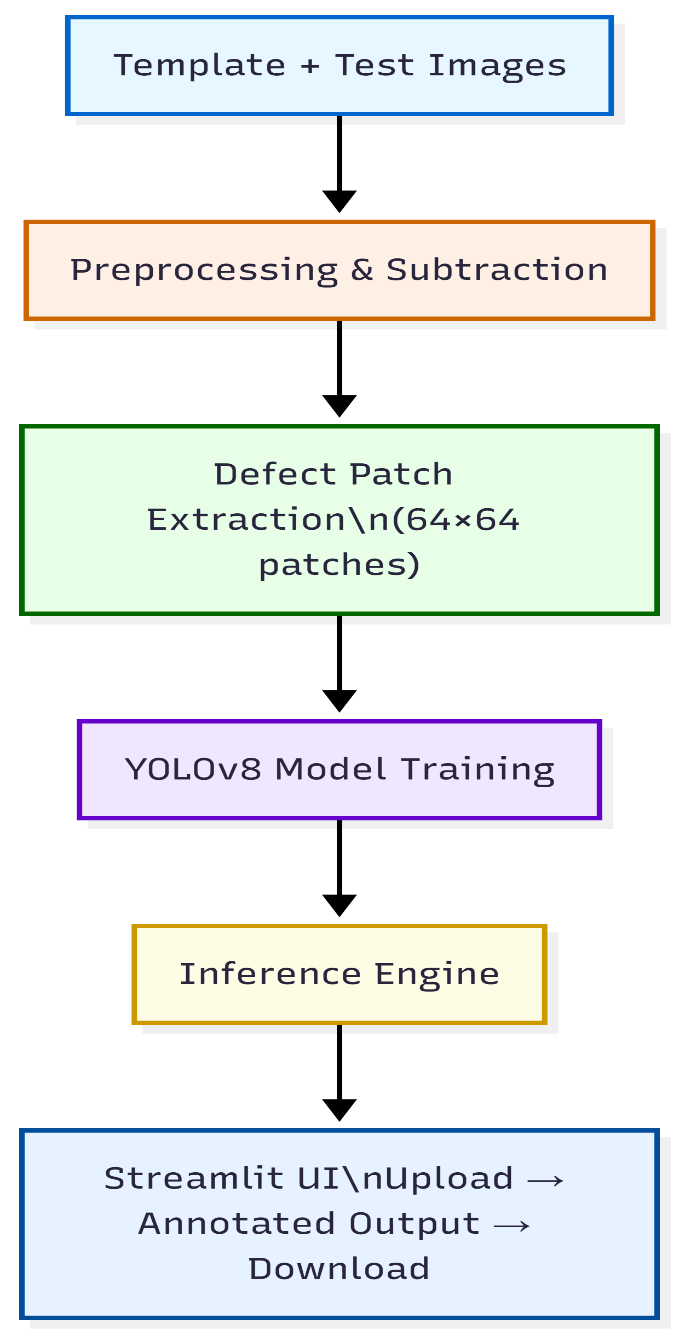 Template + Test Images
Preprocessing & Subtraction
Defect Patch
Extraction\n(64×64
patches)
YOLOv8 Model Training
Inference Engine
Streamlit UI\nUpload →
Annotated Output →
Download